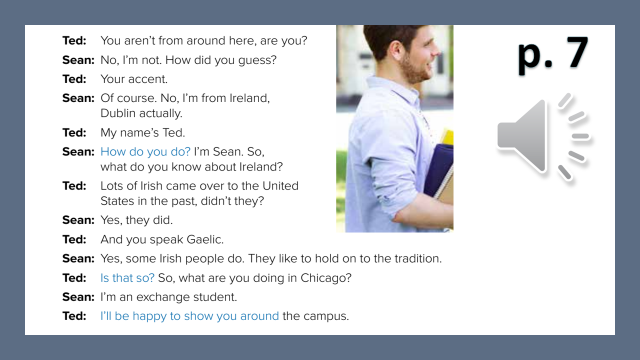 p. 7
Ted: You aren't from around here, are you?
Sean: No, I'm not. How did you guess?
Ted: Your accent.
Sean: Of course. No, I'm from Ireland,
Dublin actually.
Ted: My name's Ted.
Sean: How do you do? I'm Sean. So,
what do you know about Ireland?
Ted: Lots of Irish came over to the United
States in the past, didn't they?
Sean: Yes, they did.
Ted: And you speak Gaelic.
Sean: Yes, some Irish people do. They like to hold on to the tradition.
Ted: Is that so? So, what are you doing in Chicago?
Sean: I'm an exchange student.
Ted: I'll be happy to show you around the campus.